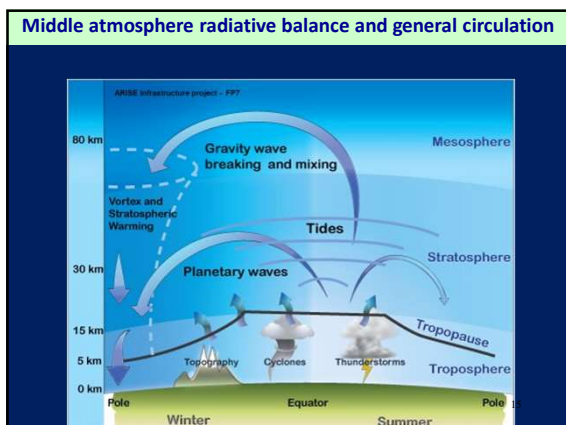 Middle atmosphere radiative balance and general circulation
ARISE Infrastructure project - FP7
80 km
Gravity wave
breaking and mixing
Mesosphere
Vortex and
Stratospheric
Warming
Tides
Stratosphere
30 km
Planetary waves
15 km
Tropopause
5 km
Topography
Cyclones
Thunderstorms
Troposphere
0 km
Pole
Equator
Pole
15
Winter
Summer